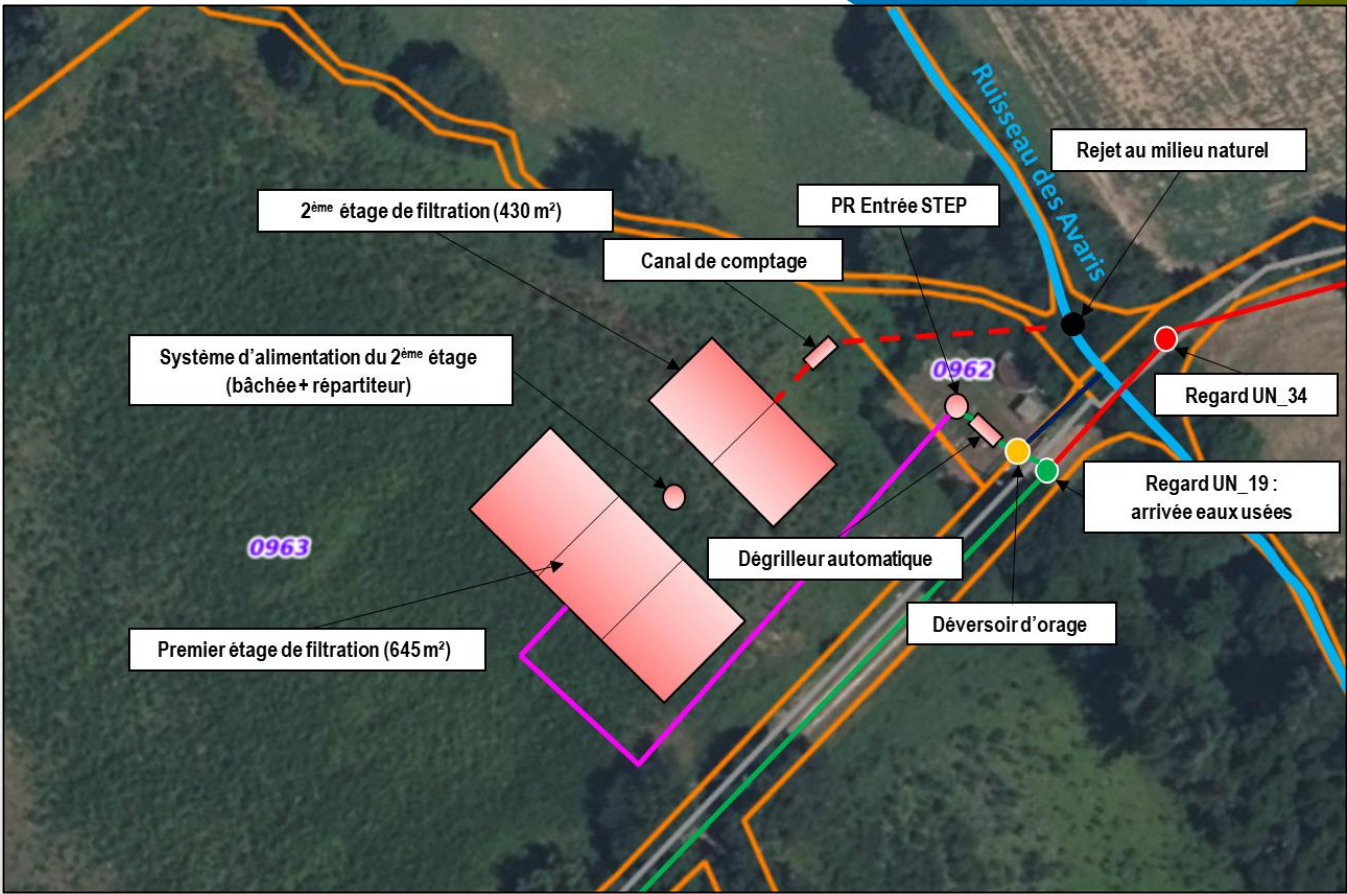 Ruisseau des Avaris
Rejet au milieu naturel
2ème étage de filtration (430 m²)
PR Entrée STEP
Canal de comptage
Système d'alimentation du 2ème étage
(bâchée + répartiteur)
0962
Regard UN_34
Regard UN_19 :
arrivée eaux usées
0963
Dégrilleur automatique
Déversoir d'orage
Premier étage de filtration (645 m²)